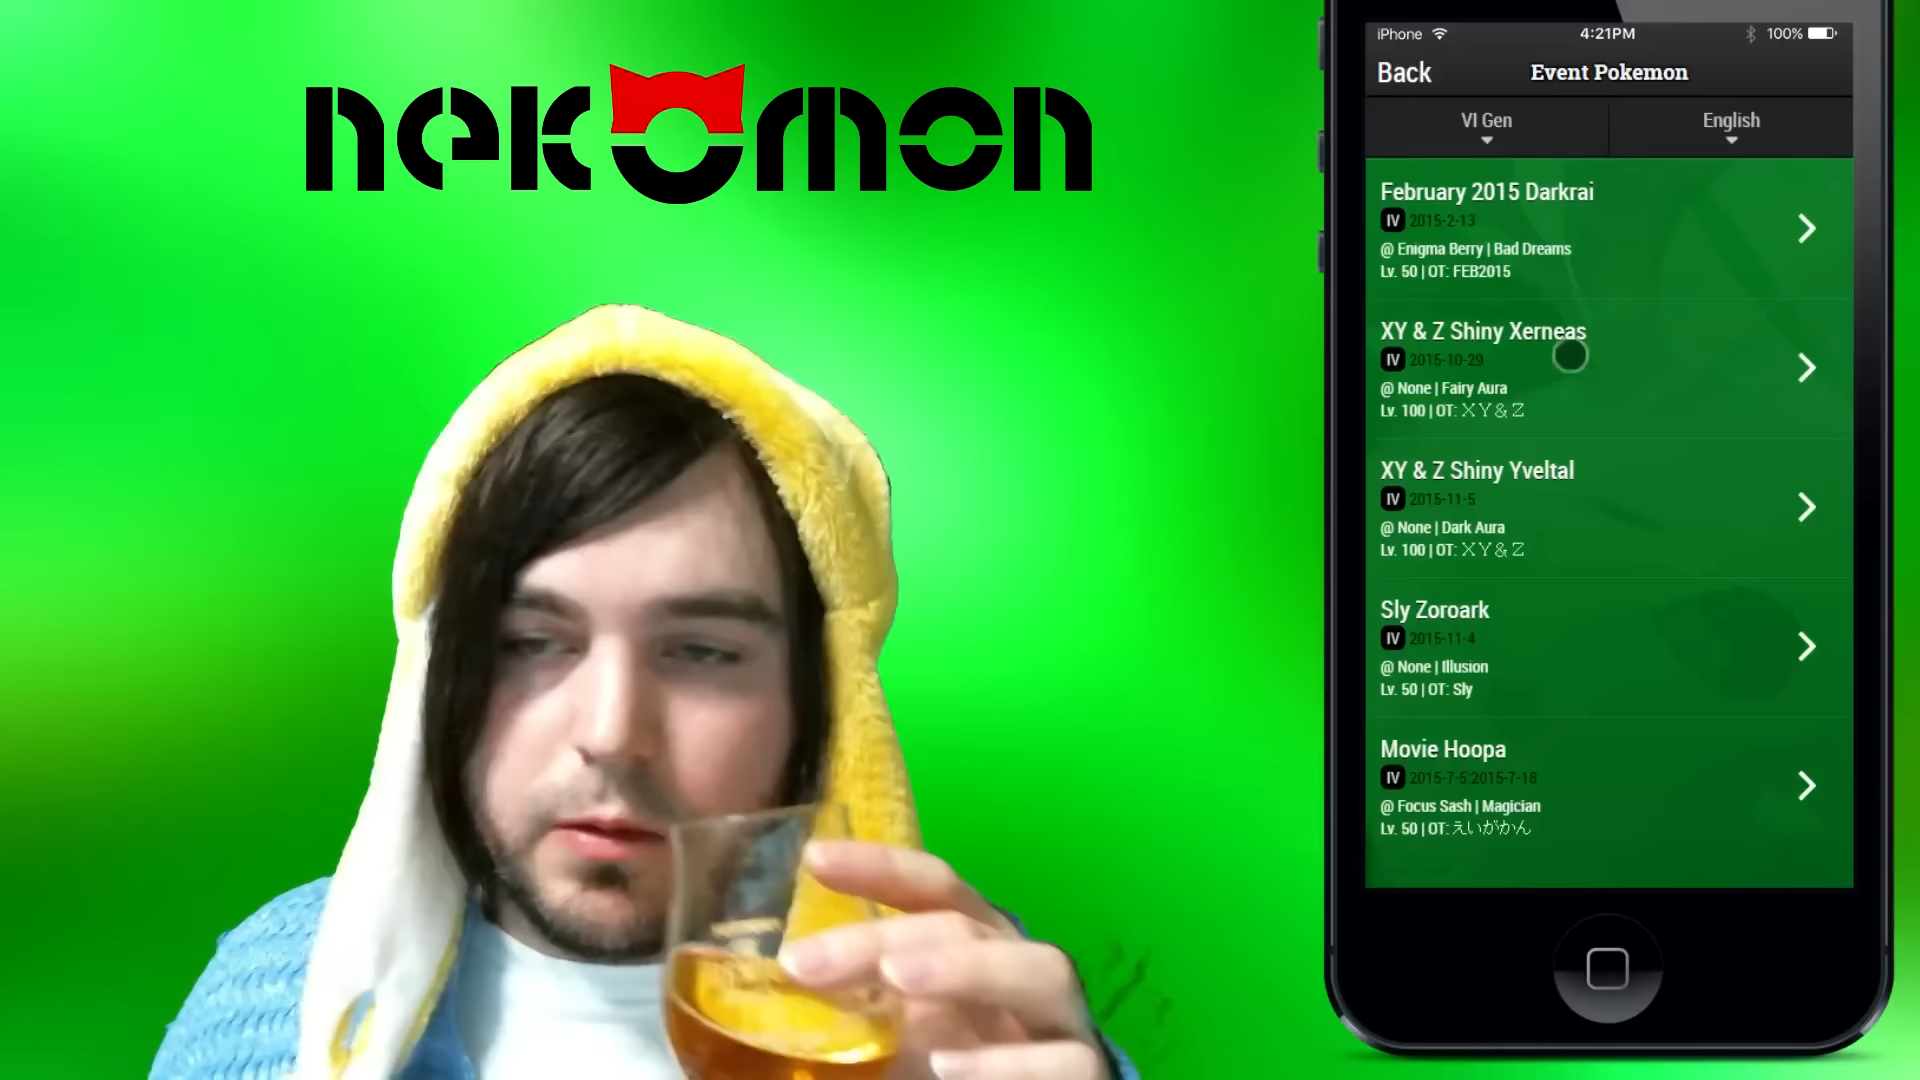 nekomon
iPhone 4:21PM 100%
Back Event Pokemon
VI Gen English
February 2015 Darkrai
IV 2015-2-13
@ Enigma Berry | Bad Dreams
Lv. 50 | OT: FEB2015
XY & Z Shiny Xerneas
IV 2015-10-29
@ None | Fairy Aura
Lv. 100 | OT: ＸＹ＆Ｚ
XY & Z Shiny Yveltal
IV 2015-11-5
@ None | Dark Aura
Lv. 100 | OT: ＸＹ＆Ｚ
Sly Zoroark
IV 2015-11-4
@ None | Illusion
Lv. 50 | OT: Sly
Movie Hoopa
IV 2015-7-5;2015-7-18
@ Focus Sash | Magician
Lv. 50 | OT: えいがかん